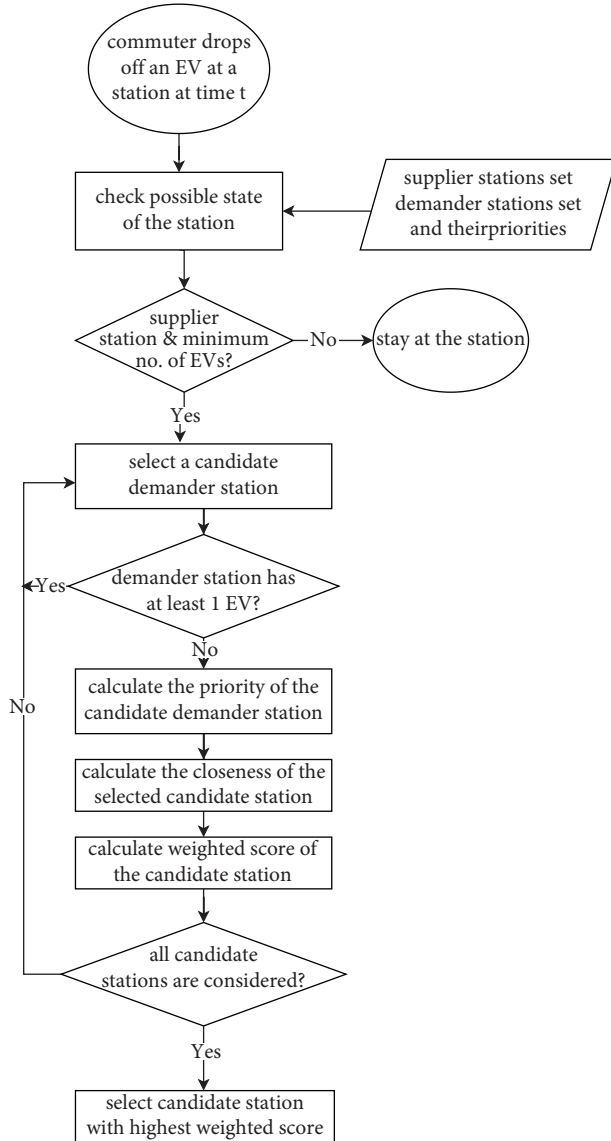 commuter drops
off an EV at a
station at time t
check possible state
of the station
supplier stations set
demander stations set
and theirpriorities
supplier
station & minimum
no. of EVs?
No
stay at the station
Yes
select a candidate
demander station
demander station has
at least 1 EV?
Yes
No
calculate the priority of the
candidate demander station
No
calculate the closeness of the
selected candidate station
calculate weighted score of
the candidate station
all candidate
stations are considered?
Yes
select candidate station
with highest weighted score